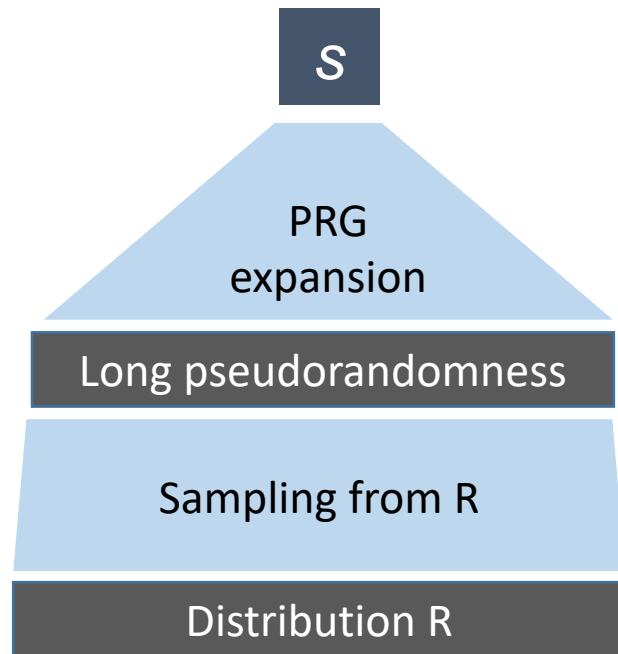 s
PRG
expansion
Long pseudorandomness
Sampling from R
Distribution R